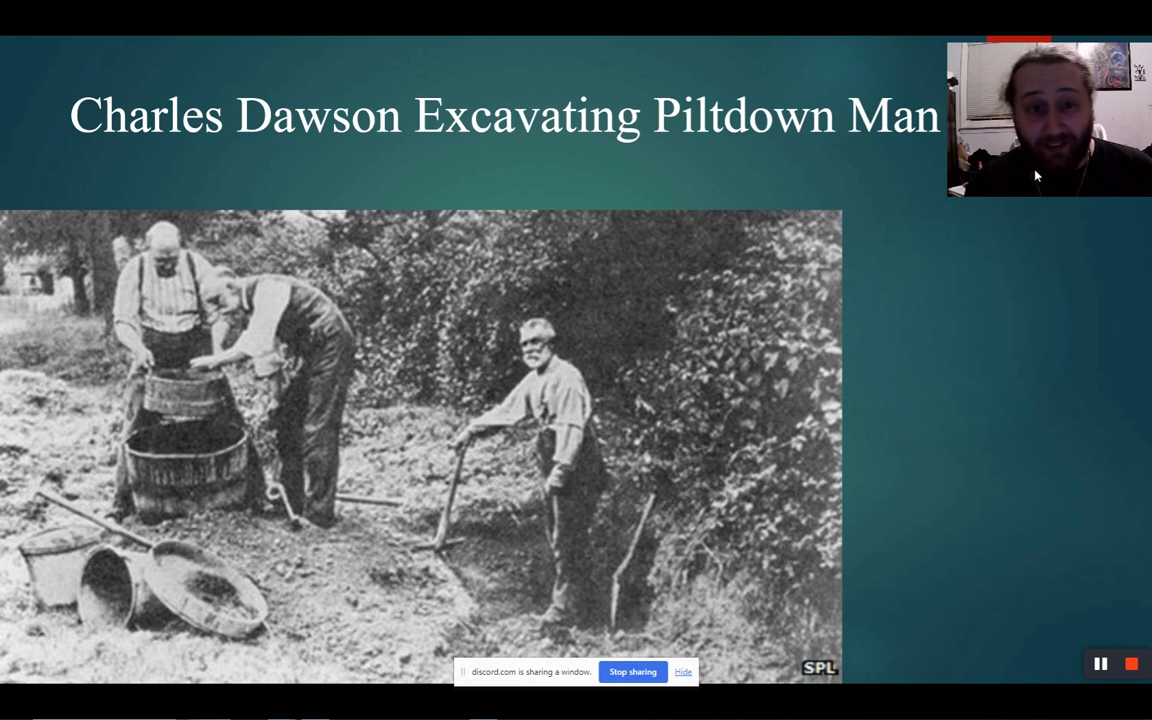 Charles Dawson Excavating Piltdown Man
SPL
discord.com is sharing a window.
Stop sharing
Hide